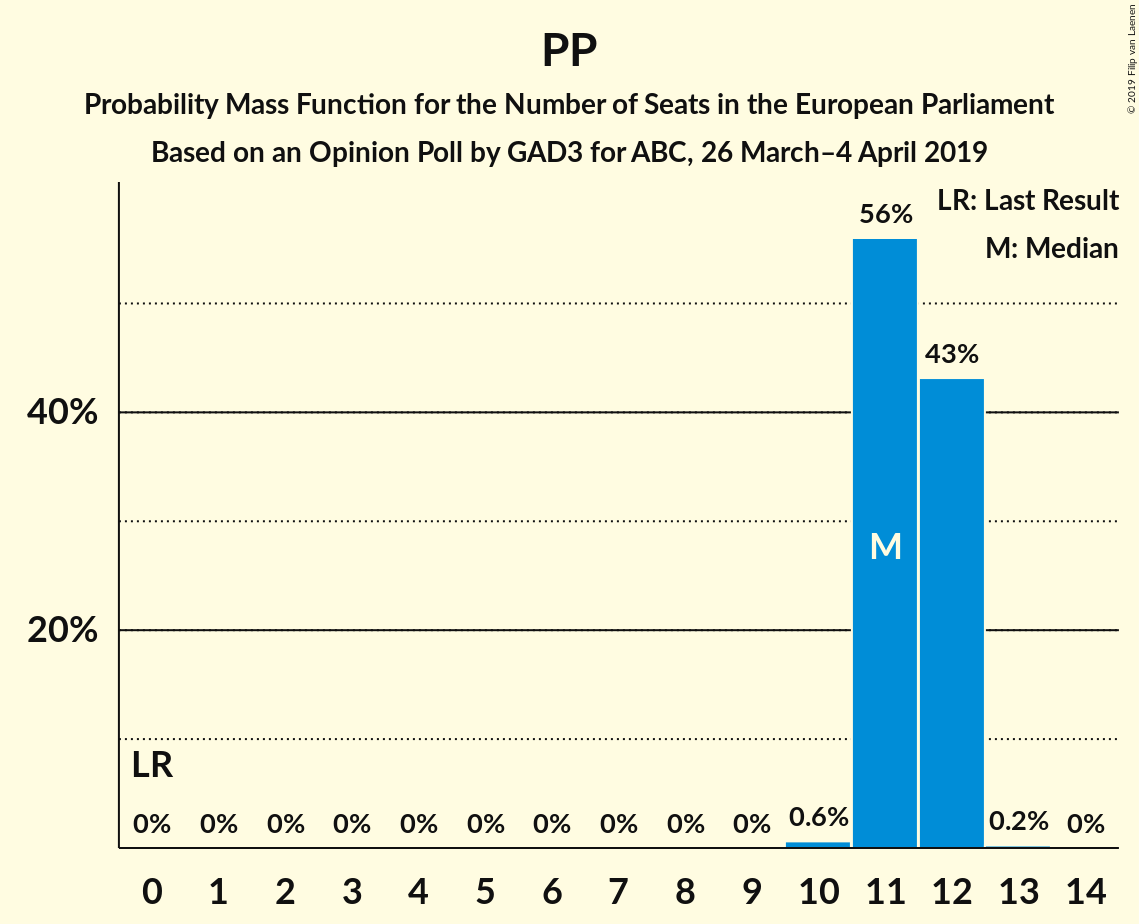 PP
Probability Mass Function for the Number of Seats in the European Parliament
Based on an Opinion Poll by GAD3 for ABC, 26 March–4 April 2019
© 2019 Filip van Laenen
LR: Last Result
M: Median
56%
43%
40%
M
20%
LR
0% 0% 0% 0% 0% 0% 0% 0% 0% 0% 0.6% 0.2% 0%
0 1 2 3 4 5 6 7 8 9 10 11 12 13 14